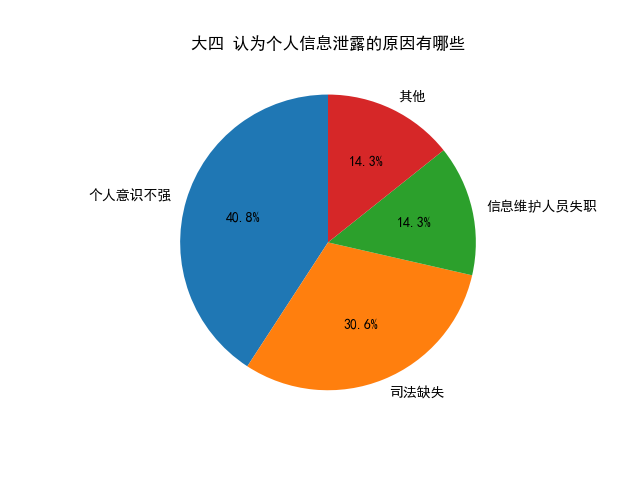 大四 认为个人信息泄露的原因有哪些
其他
14.3%
个人意识不强
40.8%
信息维护人员失职
14.3%
30.6%
司法缺失